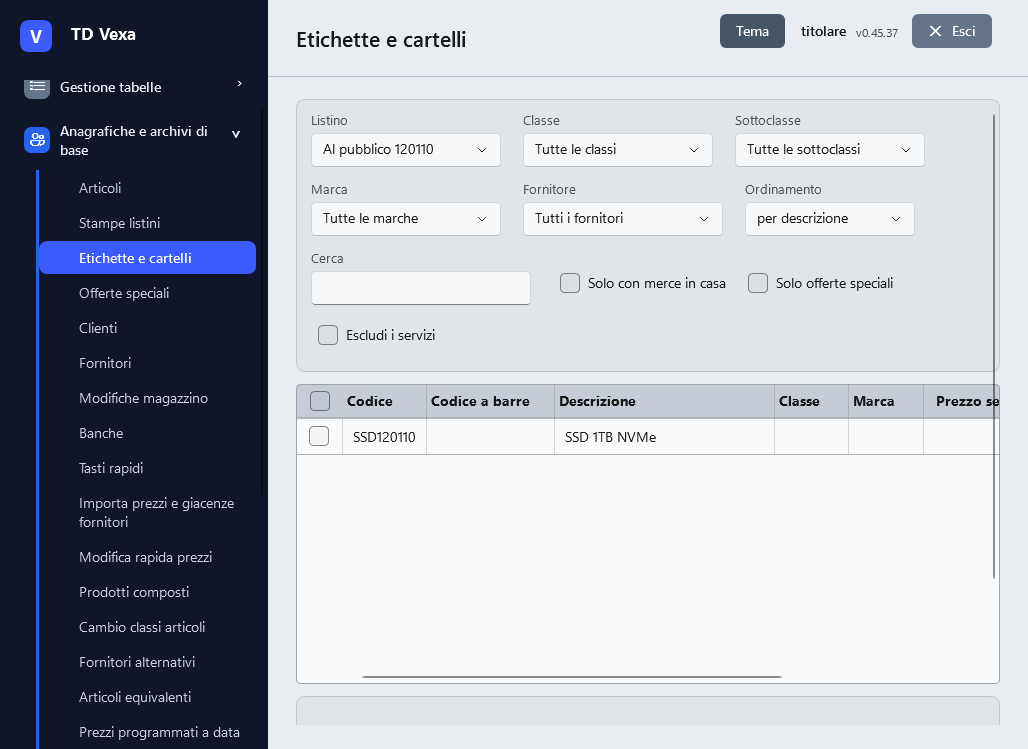 V
TD Vexa
Gestione tabelle
Anagrafiche e archivi di
base
Articoli
Stampe listini
Etichette e cartelli
Offerte speciali
Clienti
Fornitori
Modifiche magazzino
Banche
Tasti rapidi
Importa prezzi e giacenze
fornitori
Modifica rapida prezzi
Prodotti composti
Cambio classi articoli
Fornitori alternativi
Articoli equivalenti
Prezzi programmati a data
Etichette e cartelli
Tema titolare v0.45.37 Esci
Listino Classe Sottoclasse
Al pubblico 120110 Tutte le classi Tutte le sottoclassi
Marca Fornitore Ordinamento
Tutte le marche Tutti i fornitori per descrizione
Cerca
Solo con merce in casa Solo offerte speciali
Escludi i servizi
Codice Codice a barre Descrizione Classe Marca Prezzo se
SSD120110 SSD 1TB NVMe